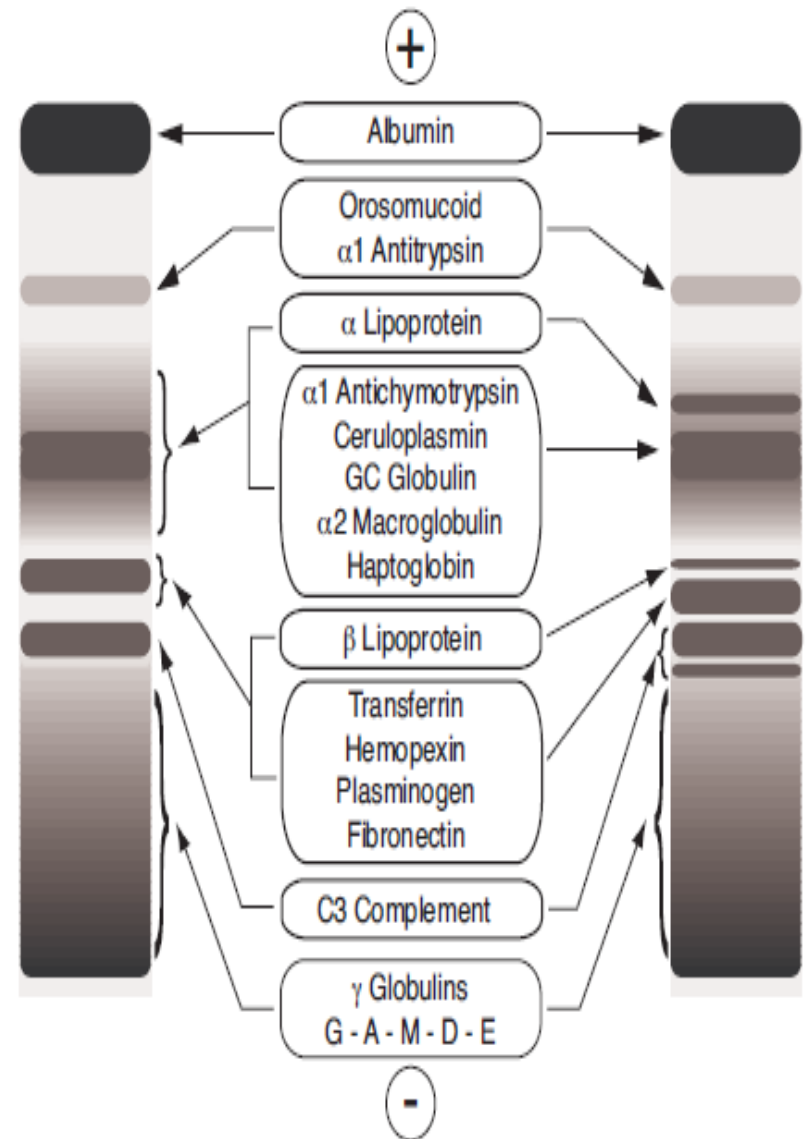 +
Albumin
Orosomucoid
α1 Antitrypsin
α Lipoprotein
α1 Antichymotrypsin
Ceruloplasmin
GC Globulin
α2 Macroglobulin
Haptoglobin
β Lipoprotein
Transferrin
Hemopexin
Plasminogen
Fibronectin
C3 Complement
γ Globulins
G - A - M - D - E
-